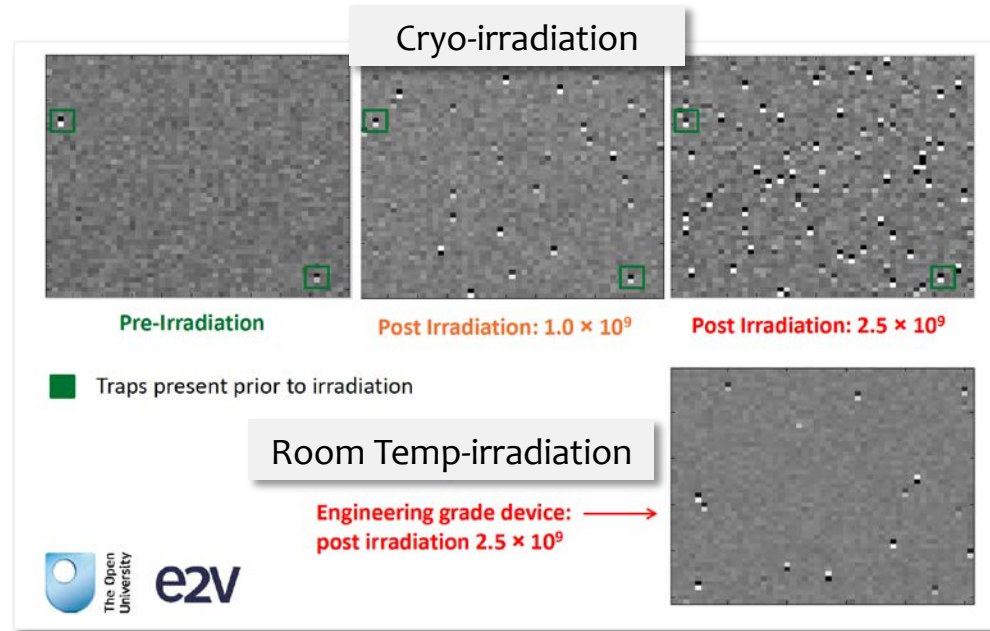 Cryo-irradiation
Pre-Irradiation
Post Irradiation: 1.0 × 10⁹
Post Irradiation: 2.5 × 10⁹
Traps present prior to irradiation
Room Temp-irradiation
Engineering grade device:
post irradiation 2.5 × 10⁹
The Open
University
e2v